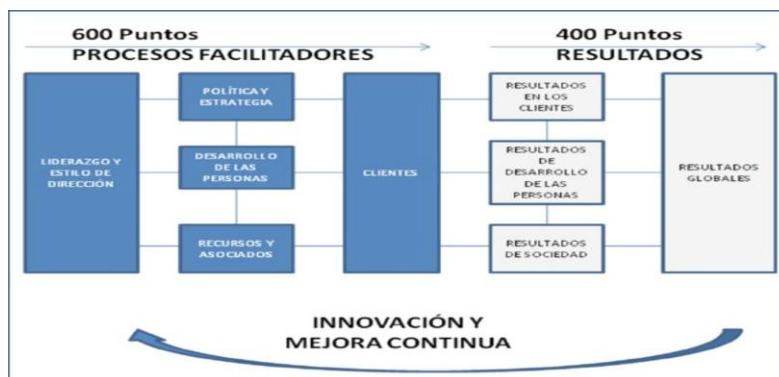 600 Puntos
PROCESOS FACILITADORES
400 Puntos
RESULTADOS
LIDERAZGO Y
ESTILO DE
DIRECCIÓN
POLÍTICA Y
ESTRATEGIA
DESARROLLO
DE LAS
PERSONAS
RECURSOS Y
ASOCIADOS
CLIENTES
RESULTADOS
EN LOS
CLIENTES
RESULTADOS
DE
DESARROLLO
DE LAS
PERSONAS
RESULTADOS
DE SOCIEDAD
RESULTADOS
GLOBALES
INNOVACIÓN Y
MEJORA CONTINUA